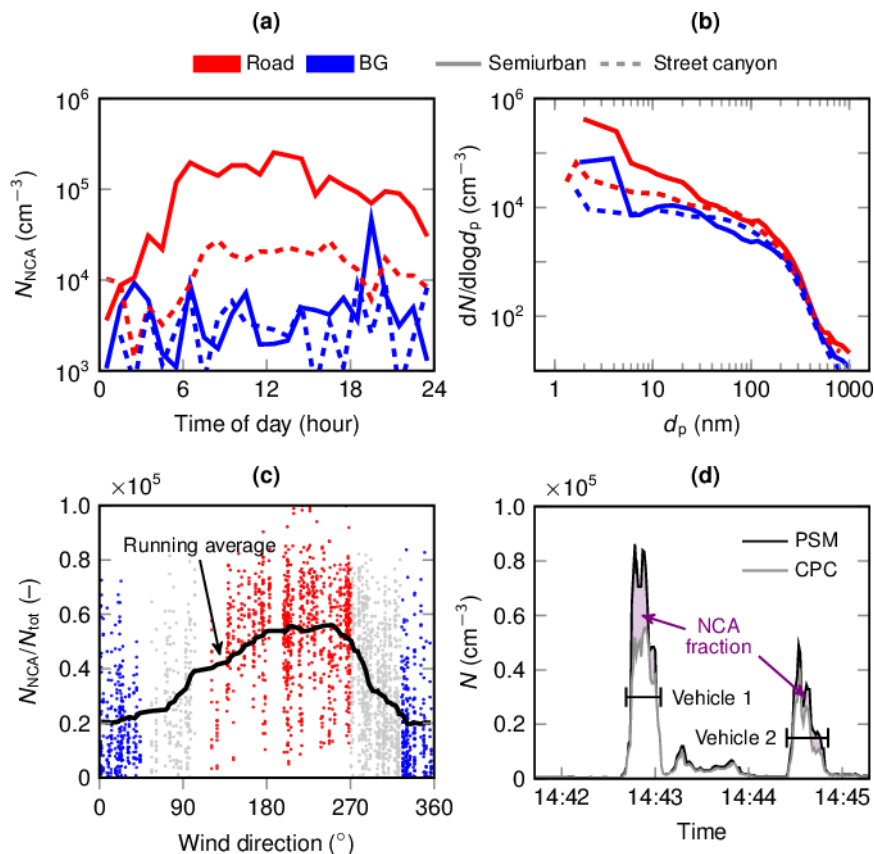 (a)
(b)
Road BG Semiurban Street canyon
10^6
10^5
10^4
10^3
N_NCA (cm^−3)
0 6 12 18 24
Time of day (hour)
10^6
10^4
10^2
dN/dlogd_p (cm^−3)
1 10 100 1000
d_p (nm)
(c)
×10^5
1.0
0.8
0.6
0.4
0.2
0
N_NCA/N_tot (−)
Running average
0 90 180 270 360
Wind direction (°)
(d)
×10^5
1.0
0.8
0.6
0.4
0.2
0
N (cm^−3)
PSM
CPC
NCA
fraction
Vehicle 1
Vehicle 2
14:42 14:43 14:44 14:45
Time